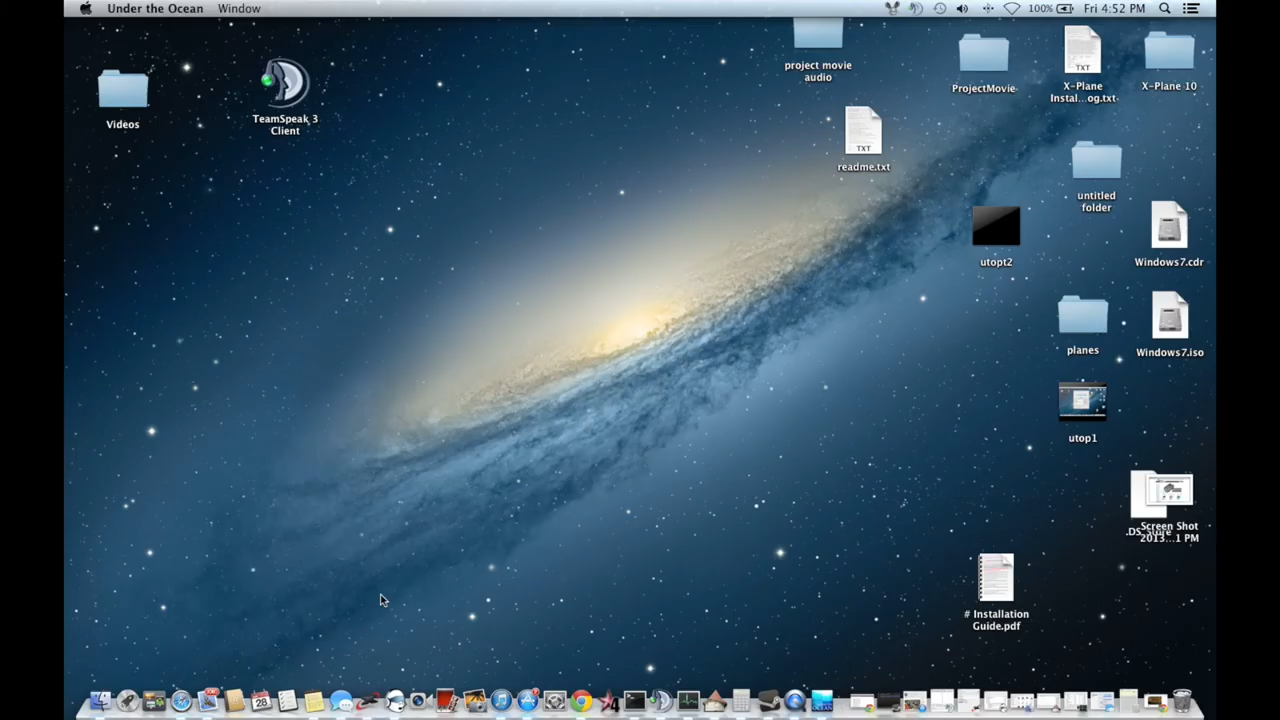 Under the Ocean Window 100% Fri 4:52 PM
Videos
TeamSpeak 3
Client
project movie
audio
ProjectMovie
X-Plane
Instal...og.txt
X-Plane 10
TXT
TXT
readme.txt
untitled
folder
utopt2
Windows7.cdr
planes
Windows7.iso
utop1
Screen Shot
2013...1 PM
# Installation
Guide.pdf
28